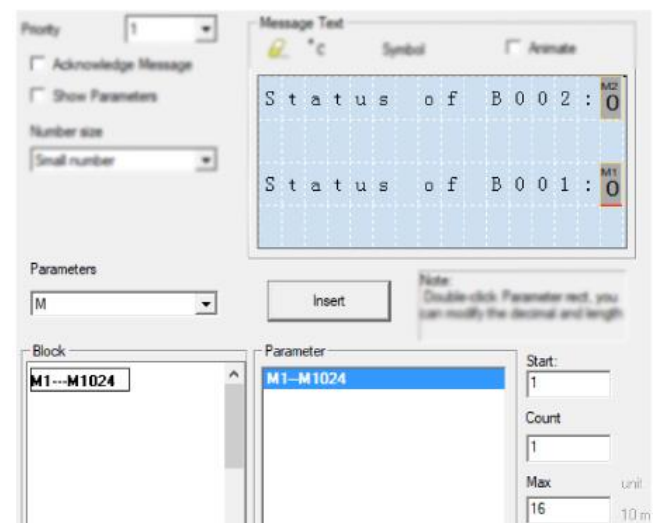 Priority
1
Message Text
°C
Symbol
Animate
Acknowledge Message
Show Parameters
Number size
Small number
Status of B002:
M2
0
Status of B001:
M1
0
Parameters
M
Insert
Note:
Double-click Parameter rect, you
can modify the decimal and length
Block
M1---M1024
Parameter
M1--M1024
Start:
1
Count
1
Max
unit
16
10 m